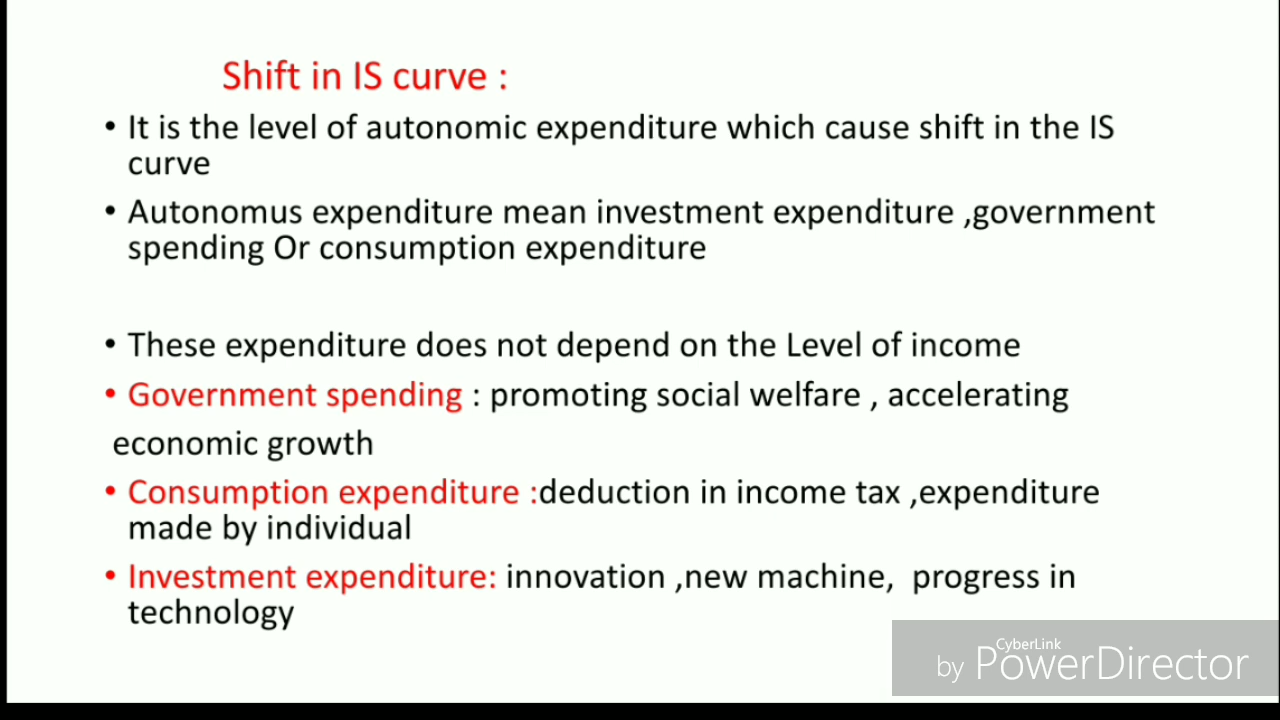 Shift in IS curve :
• It is the level of autonomic expenditure which cause shift in the IS
curve
• Autonomus expenditure mean investment expenditure ,government
spending Or consumption expenditure
• These expenditure does not depend on the Level of income
• Government spending : promoting social welfare , accelerating
economic growth
• Consumption expenditure :deduction in income tax ,expenditure
made by individual
• Investment expenditure: innovation ,new machine,  progress in
technology
CyberLink
by PowerDirector